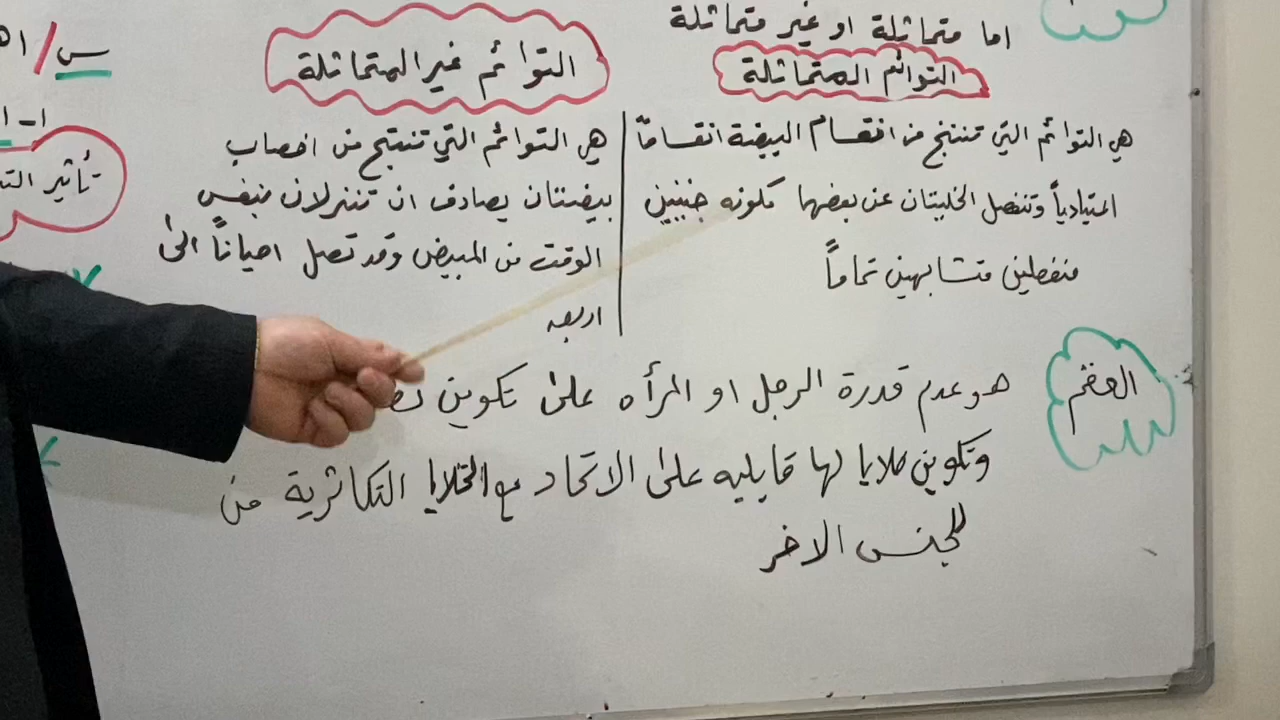 اما متماثلة او غير متماثلة
التوائم المتماثلة
هي التوائم التي تنتج من انقسام البيضة انقساماً
اعتيادياً وتنفصل الخليتان عن بعضها مكونه جنينين
منفصلين متشابهين تماماً
التوائم غير المتماثلة
هي التوائم التي تنتج من اخصاب
بيضتان يصادف ان تنزلان بنفس
الوقت من المبيض وقد تصل احياناً الى
اربعه
العقم
هو عدم قدرة الرجل او المرأه على تكوين
وتكوين خلايا لها قابليه على الاتحاد مع الخلايا التكاثرية من
الجنس الاخر
س/
تأثير